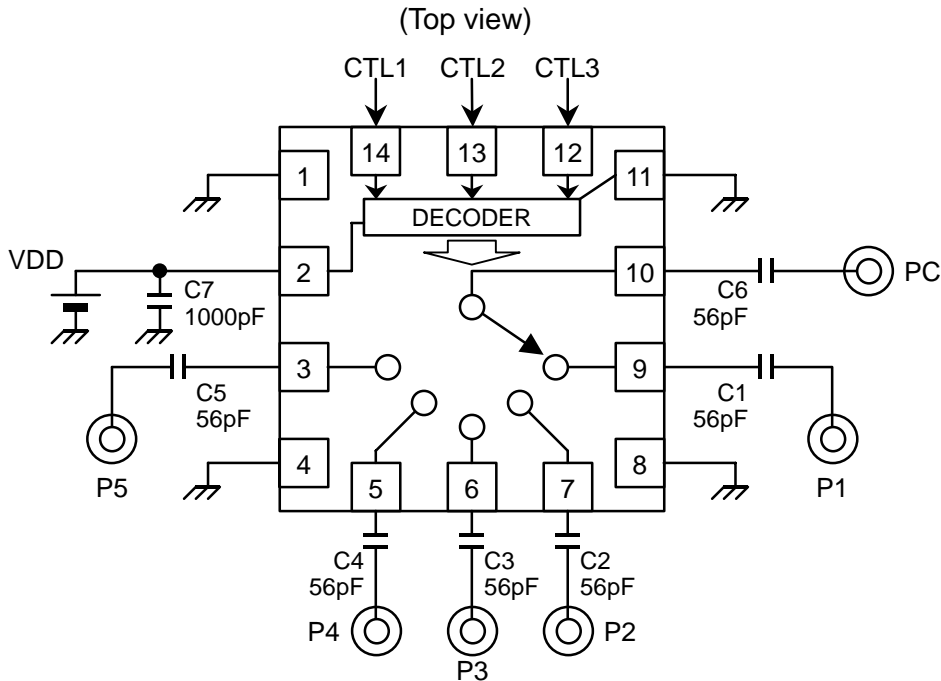 (Top view)
CTL1 CTL2 CTL3
14 13 12
1 11
DECODER
VDD
2 10 PC
C7
1000pF
C6
56pF
3 9
C5
56pF
C1
56pF
P5 4 8 P1
5 6 7
C4
56pF
C3
56pF
C2
56pF
P4 P2
P3